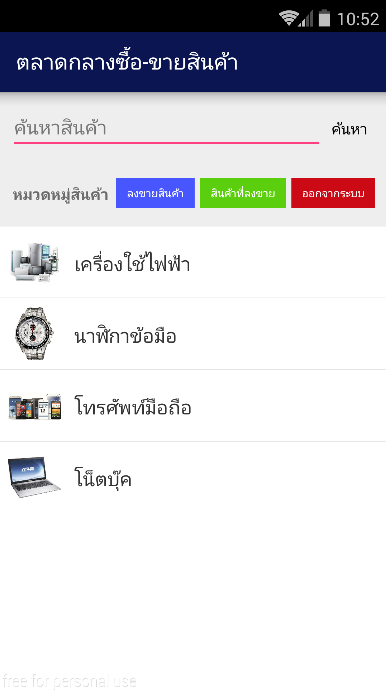 10:52
ตลาดกลางซื้อ-ขายสินค้า
ค้นหาสินค้า ค้นหา
หมวดหมู่สินค้า ลงขายสินค้า สินค้าที่ลงขาย ออกจากระบบ
เครื่องใช้ไฟฟ้า
นาฬิกาข้อมือ
โทรศัพท์มือถือ
โน็ตบุ๊ค
free for personal use